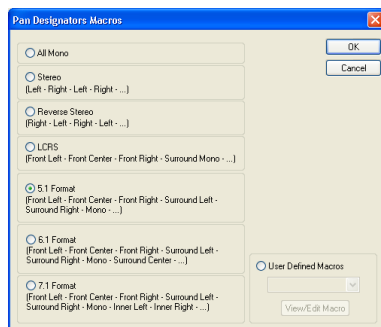 Pan Designators Macros
All Mono
Stereo
(Left - Right - Left - Right - ...)
Reverse Stereo
(Right - Left - Right - Left - ...)
LCRS
(Front Left - Front Center - Front Right - Surround Mono - ...)
5.1 Format
(Front Left - Front Center - Front Right - Surround Left -
Surround Right - Mono - ...)
6.1 Format
(Front Left - Front Center - Front Right - Surround Left -
Surround Right - Mono - Surround Center - ...)
7.1 Format
(Front Left - Front Center - Front Right - Surround Left -
Surround Right - Mono - Inner Left - Inner Right - ...)
OK
Cancel
User Defined Macros
View/Edit Macro